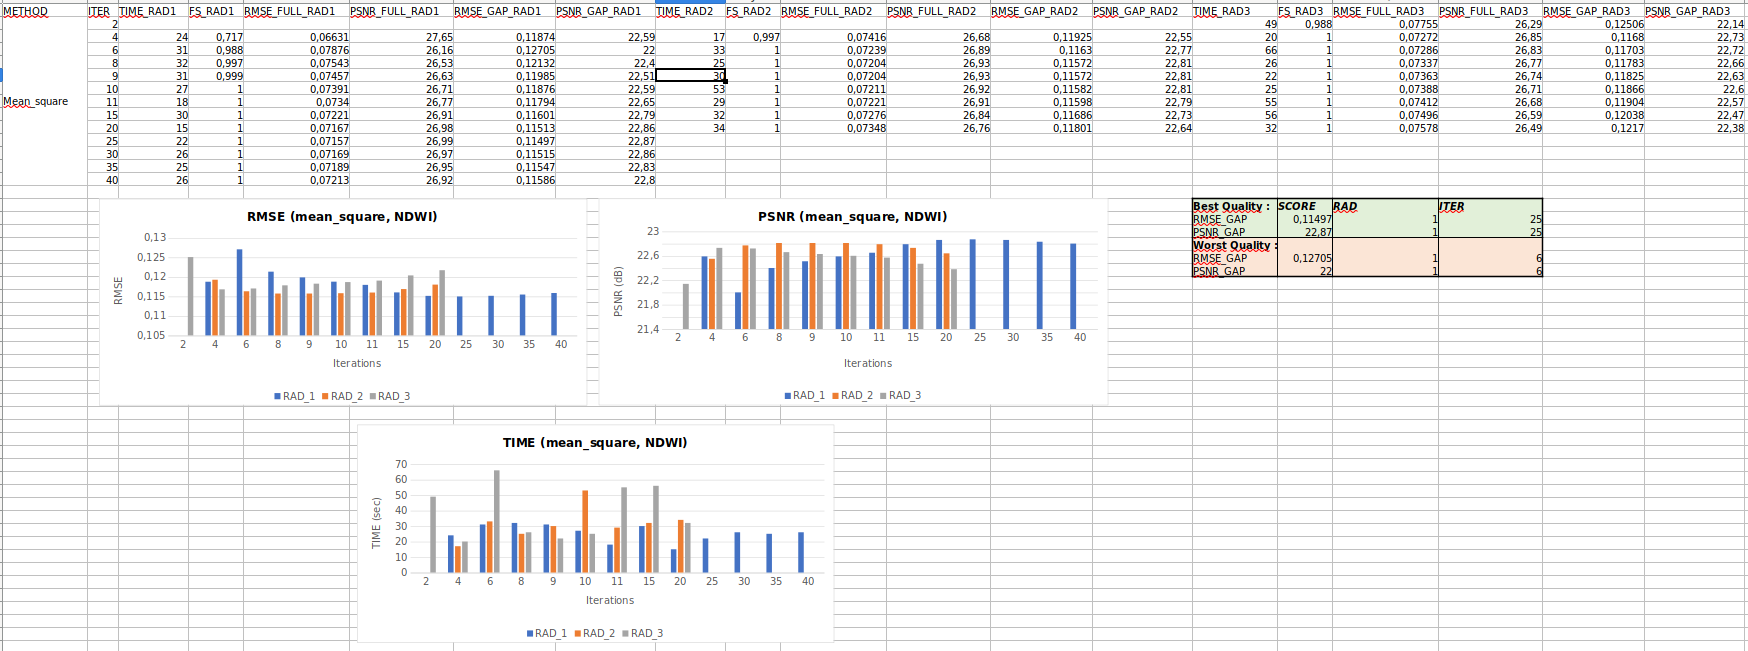 METHOD ITER TIME_RAD1 FS_RAD1 RMSE_FULL_RAD1 PSNR_FULL_RAD1 RMSE_GAP_RAD1 PSNR_GAP_RAD1 TIME_RAD2 FS_RAD2 RMSE_FULL_RAD2 PSNR_FULL_RAD2 RMSE_GAP_RAD2 PSNR_GAP_RAD2 TIME_RAD3 FS_RAD3 RMSE_FULL_RAD3 PSNR_FULL_RAD3 RMSE_GAP_RAD3 PSNR_GAP_RAD3
2 49 0,988 0,07755 26,29 0,12506 22,14
4 24 0,717 0,06631 27,65 0,11874 22,59 17 0,997 0,07416 26,68 0,11925 22,55 20 1 0,07272 26,85 0,1168 22,73
6 31 0,988 0,07876 26,16 0,12705 22 33 1 0,07239 26,89 0,1163 22,77 66 1 0,07286 26,83 0,11703 22,72
8 32 0,997 0,07543 26,53 0,12132 22,4 25 1 0,07204 26,93 0,11572 22,81 26 1 0,07337 26,77 0,11783 22,66
9 31 0,999 0,07457 26,63 0,11985 22,51 30 1 0,07204 26,93 0,11572 22,81 22 1 0,07363 26,74 0,11825 22,63
10 27 1 0,07391 26,71 0,11876 22,59 53 1 0,07211 26,92 0,11582 22,81 25 1 0,07388 26,71 0,11866 22,6
Mean_square 11 18 1 0,0734 26,77 0,11794 22,65 29 1 0,07221 26,91 0,11598 22,79 55 1 0,07412 26,68 0,11904 22,57
15 30 1 0,07221 26,91 0,11601 22,79 32 1 0,07276 26,84 0,11686 22,73 56 1 0,07496 26,59 0,12038 22,47
20 15 1 0,07167 26,98 0,11513 22,86 34 1 0,07348 26,76 0,11801 22,64 32 1 0,07578 26,49 0,1217 22,38
25 22 1 0,07157 26,99 0,11497 22,87
30 26 1 0,07169 26,97 0,11515 22,86
35 25 1 0,07189 26,95 0,11547 22,83
40 26 1 0,07213 26,92 0,11586 22,8
RMSE (mean_square, NDWI)
0,13
0,125
0,12
0,115
0,11
0,105
RMSE
2 4 6 8 9 10 11 15 20 25 30 35 40
Iterations
RAD_1 RAD_2 RAD_3
PSNR (mean_square, NDWI)
23
22,6
22,2
21,8
21,4
PSNR (dB)
2 4 6 8 9 10 11 15 20 25 30 35 40
Iterations
RAD_1 RAD_2 RAD_3
Best Quality : SCORE RAD ITER
RMSE_GAP 0,11497 1 25
PSNR_GAP 22,87 1 25
Worst Quality :
RMSE_GAP 0,12705 1 6
PSNR_GAP 22 1 6
TIME (mean_square, NDWI)
70
60
50
40
30
20
10
0
TIME (sec)
2 4 6 8 9 10 11 15 20 25 30 35 40
Iterations
RAD_1 RAD_2 RAD_3